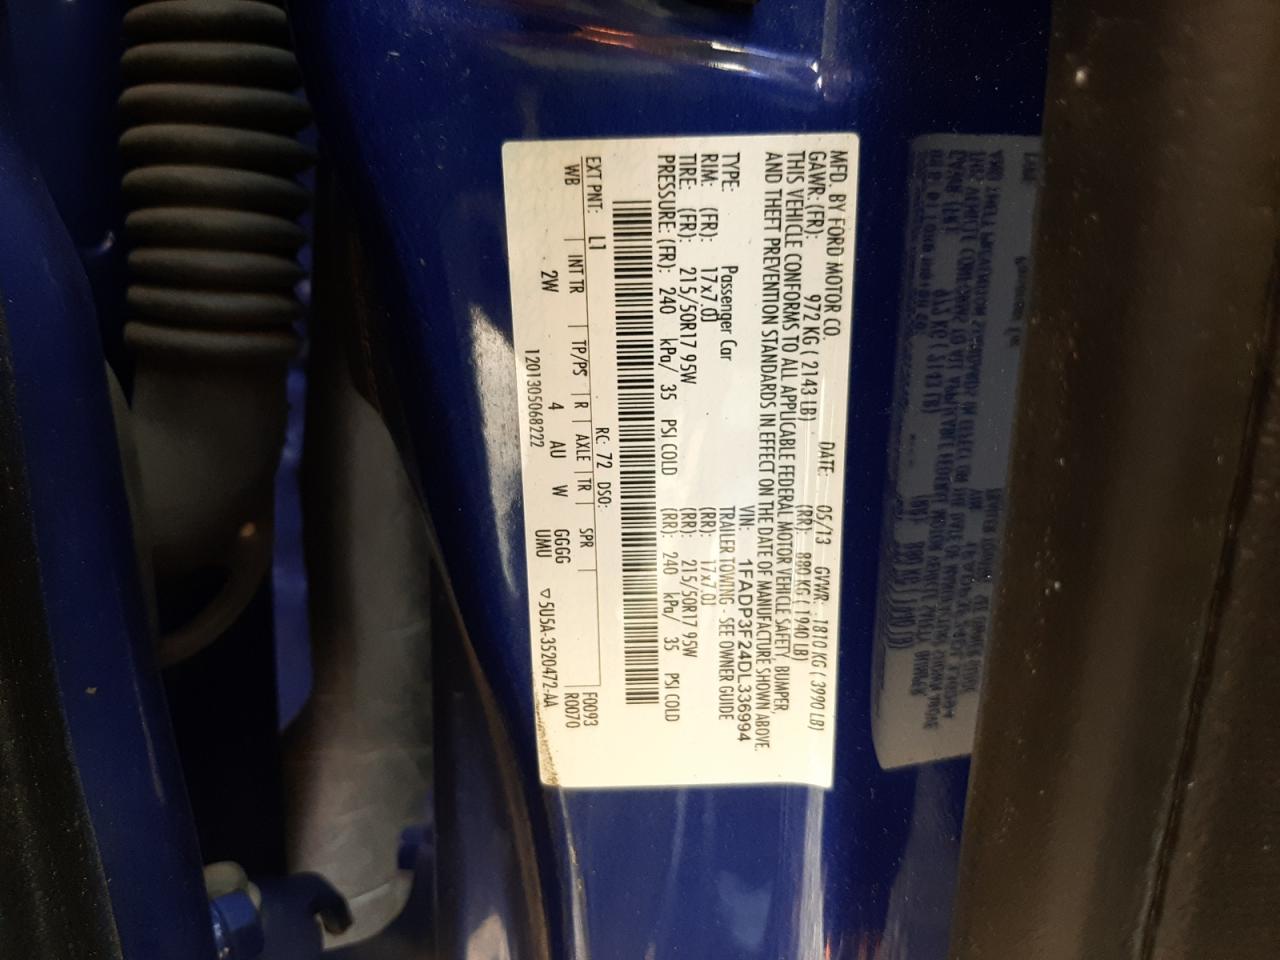 MFD. BY FORD MOTOR CO.
DATE: 05/13 GVWR: 1810 KG ( 3990 LB)
GAWR: (FR): 972 KG ( 2143 LB) (RR): 880 KG ( 1940 LB)
THIS VEHICLE CONFORMS TO ALL APPLICABLE FEDERAL MOTOR VEHICLE SAFETY, BUMPER,
AND THEFT PREVENTION STANDARDS IN EFFECT ON THE DATE OF MANUFACTURE SHOWN ABOVE.
VIN: 1FADP3F24DL336994
TYPE: Passenger Car TRAILER TOWING - SEE OWNER GUIDE
RIM: (FR): 17x7.0J (RR): 17x7.0J
TIRE: (FR): 215/50R17 95W (RR): 215/50R17 95W
PRESSURE: (FR): 240 kPa/ 35 PSI COLD (RR): 240 kPa/ 35 PSI COLD
RC: 72 DSO: F0093
EXT PNT: L1 R0070
WB INT TR TP/PS R AXLE TR SPR
2W 4 AU W GGGG
UMU ▽5U5A-3520472-AA
1201305068222